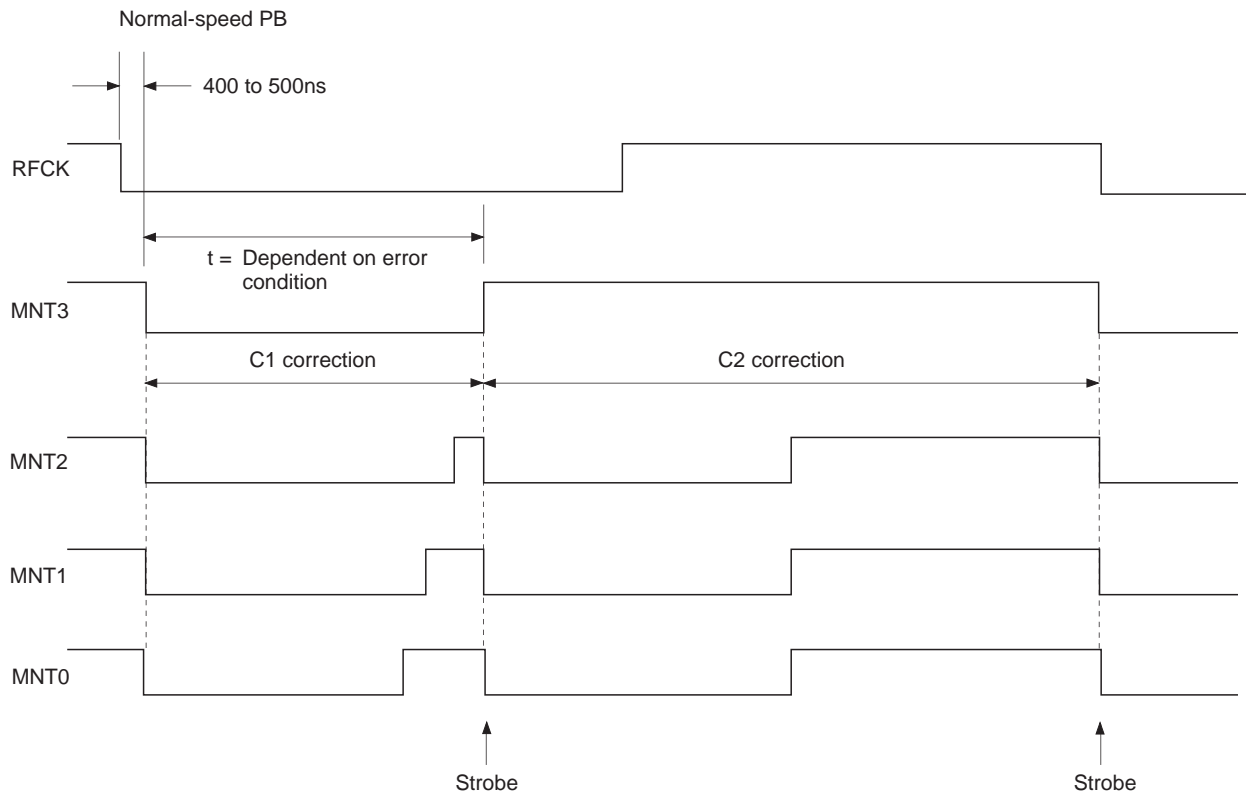 Normal-speed PB
400 to 500ns
RFCK
t = Dependent on error
condition
MNT3
C1 correction
C2 correction
MNT2
MNT1
MNT0
Strobe
Strobe